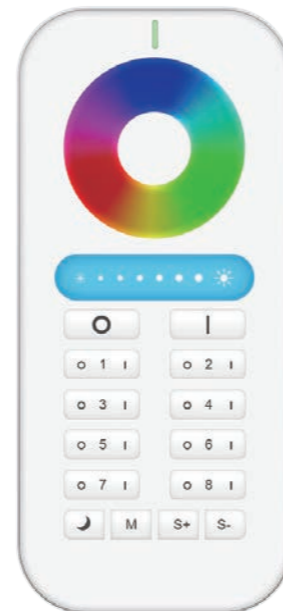 O I
O 1 I O 2 I
O 3 I O 4 I
O 5 I O 6 I
O 7 I O 8 I
M S+ S-